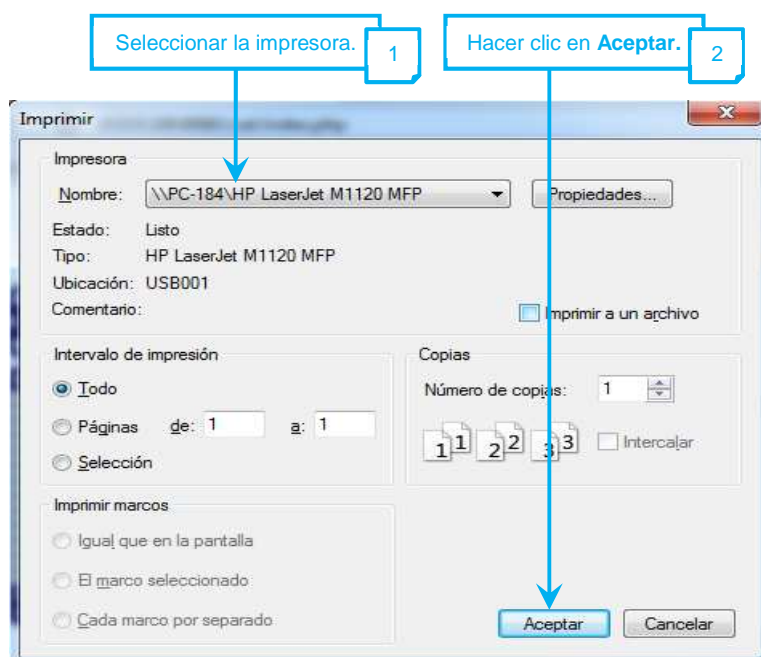 Seleccionar la impresora.
1
Hacer clic en Aceptar.
2
Imprimir
Impresora
Nombre: \\PC-184\HP LaserJet M1120 MFP Propiedades...
Estado: Listo
Tipo: HP LaserJet M1120 MFP
Ubicación: USB001
Comentario: Imprimir a un archivo
Intervalo de impresión
Todo
Páginas de: 1 a: 1
Selección
Copias
Número de copias: 1
1 1 2 2 3 3 Intercalar
Imprimir marcos
Igual que en la pantalla
El marco seleccionado
Cada marco por separado
Aceptar Cancelar